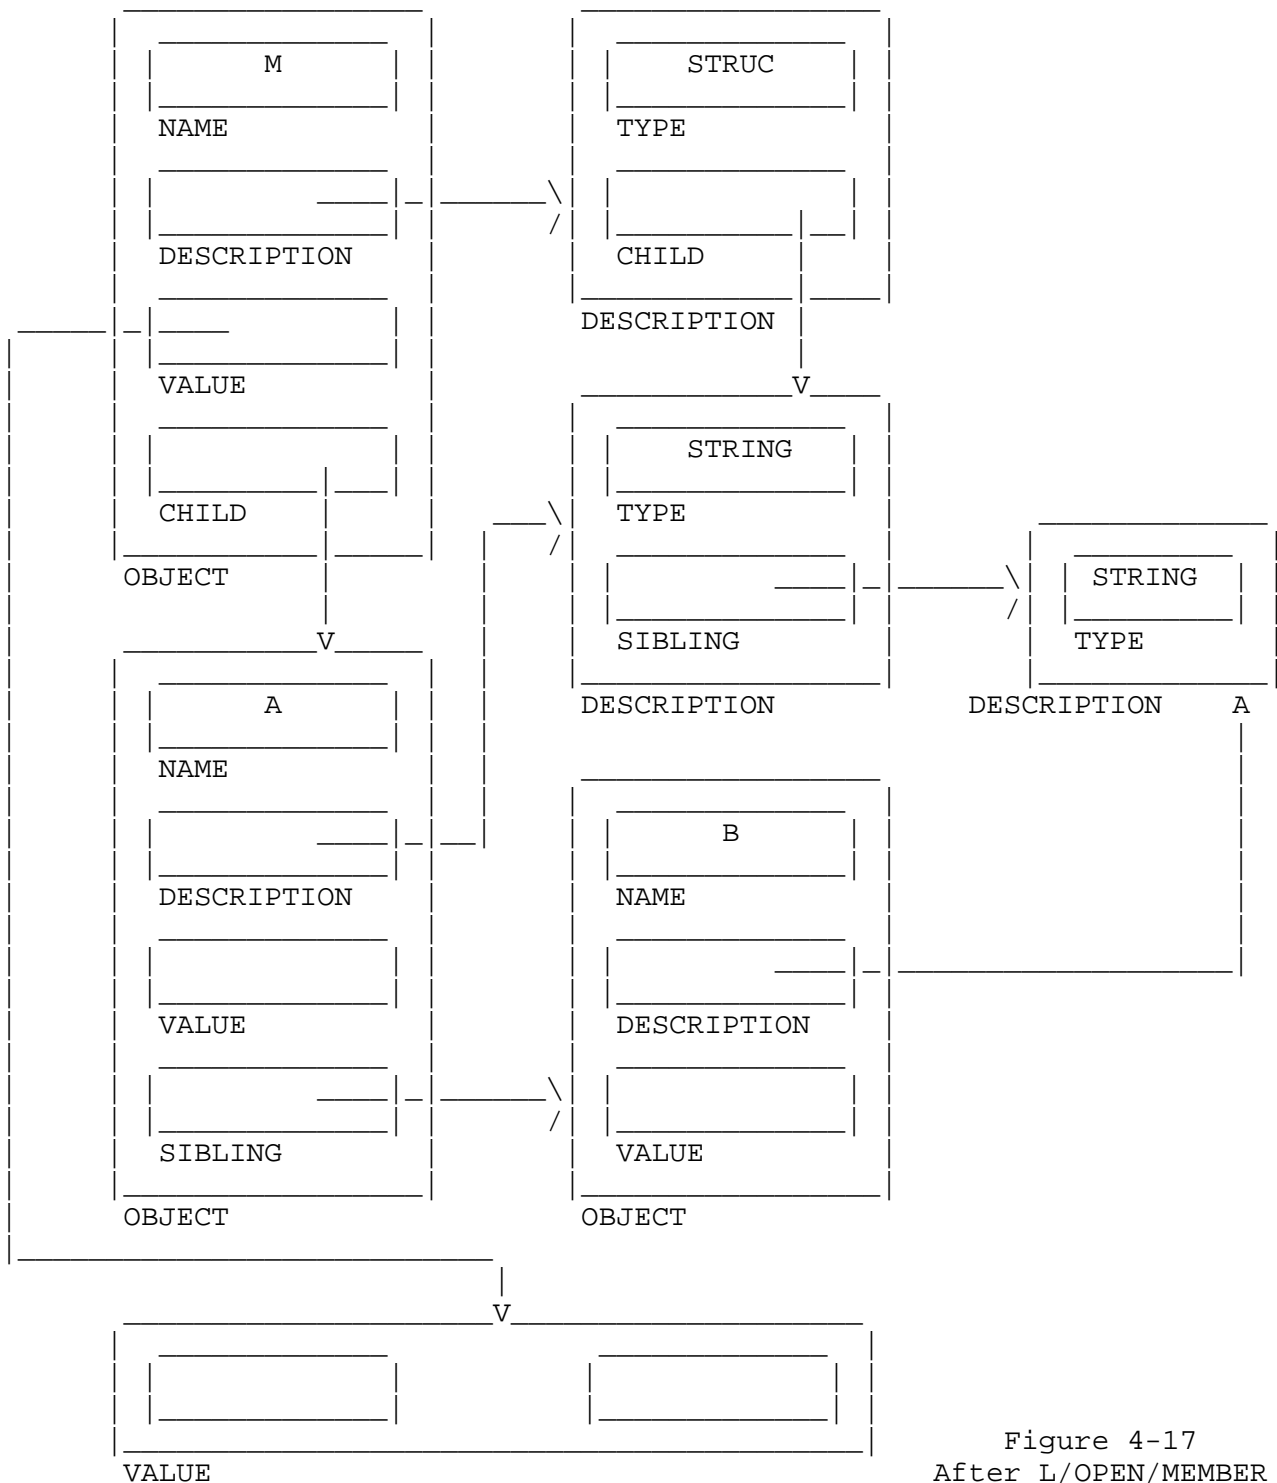 M STRUC
NAME TYPE
DESCRIPTION CHILD
DESCRIPTION
VALUE
STRING
CHILD TYPE
OBJECT STRING
SIBLING TYPE
A DESCRIPTION DESCRIPTION A
NAME
B
DESCRIPTION NAME
VALUE DESCRIPTION
SIBLING VALUE
OBJECT OBJECT
Figure 4-17
VALUE After L/OPEN/MEMBER